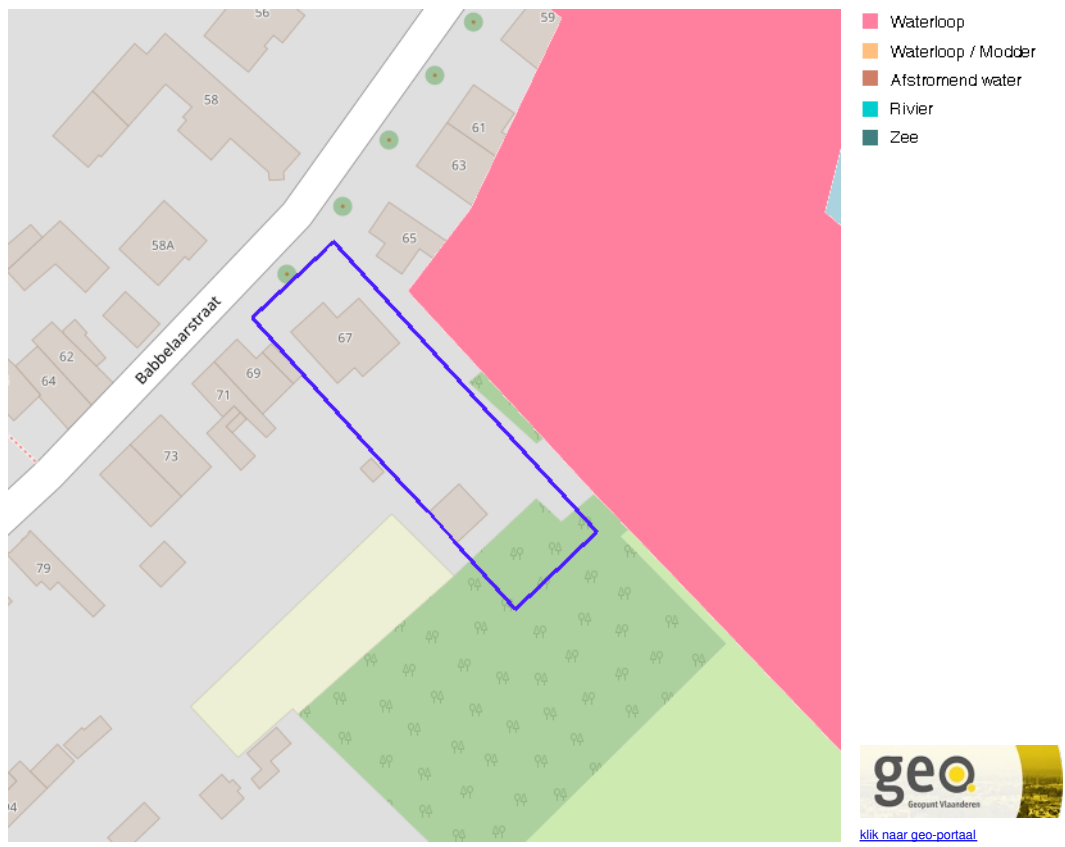 56
59
58
61
63
65
58A
67
62
69
64
71
Babbelaarstraat
73
79
94
Waterloop
Waterloop / Modder
Afstromend water
Rivier
Zee
geo
Geopunt Vlaanderen
klik naar geo-portaal